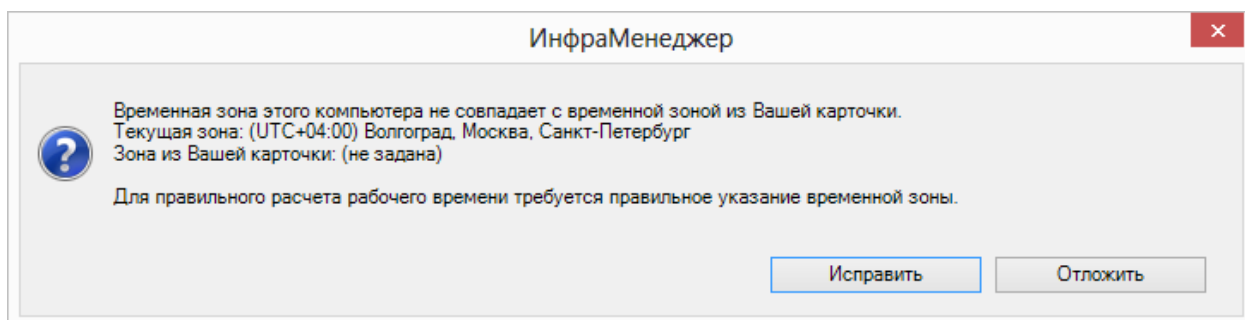 ИнфраМенеджер
Временная зона этого компьютера не совпадает с временной зоной из Вашей карточки.
Текущая зона: (UTC+04:00) Волгоград, Москва, Санкт-Петербург
Зона из Вашей карточки: (не задана)
Для правильного расчета рабочего времени требуется правильное указание временной зоны.
Исправить
Отложить